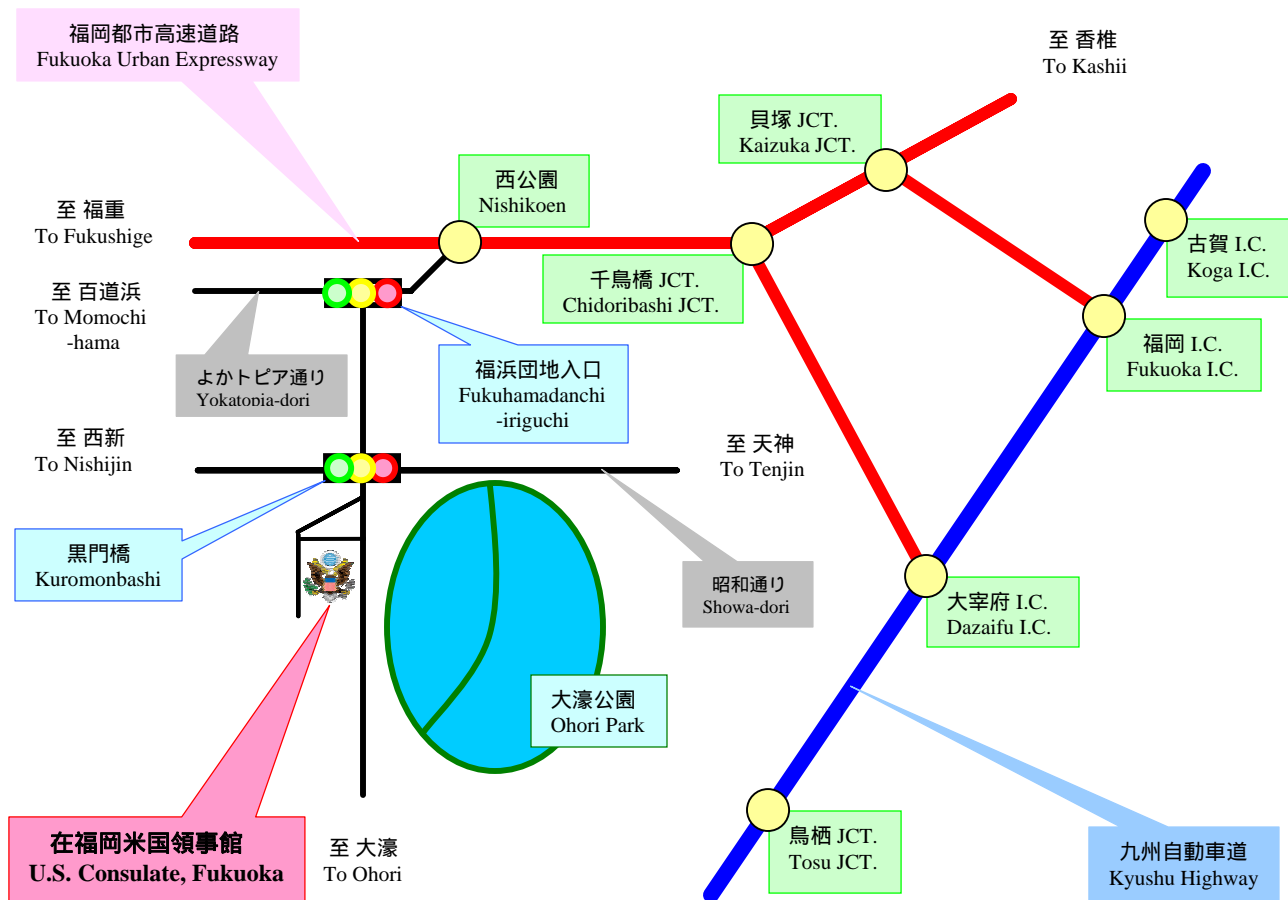 福岡都市高速道路
Fukuoka Urban Expressway
至 香椎
To Kashii
貝塚 JCT.
Kaizuka JCT.
西公園
Nishikoen
至 福重
To Fukushige
古賀 I.C.
Koga I.C.
千鳥橋 JCT.
Chidoribashi JCT.
至 百道浜
To Momochi
-hama
福岡 I.C.
Fukuoka I.C.
よかトピア通り
Yokatopia-dori
福浜団地入口
Fukuhamadanchi
-iriguchi
至 西新
To Nishijin
至 天神
To Tenjin
黒門橋
Kuromonbashi
昭和通り
Showa-dori
大宰府 I.C.
Dazaifu I.C.
大濠公園
Ohori Park
在福岡米国領事館
U.S. Consulate, Fukuoka
至 大濠
To Ohori
鳥栖 JCT.
Tosu JCT.
九州自動車道
Kyushu Highway